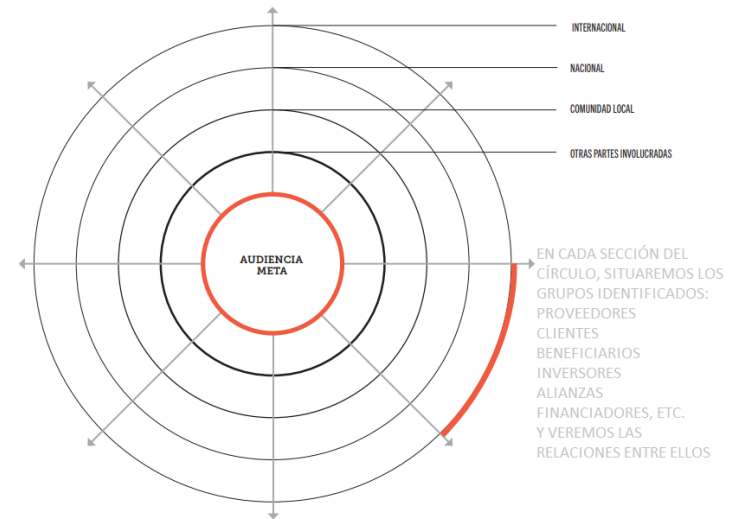 INTERNACIONAL
NACIONAL
COMUNIDAD LOCAL
OTRAS PARTES INVOLUCRADAS
AUDIENCIA
META
EN CADA SECCIÓN DEL
CÍRCULO, SITUAREMOS LOS
GRUPOS IDENTIFICADOS:
PROVEEDORES
CLIENTES
BENEFICIARIOS
INVERSORES
ALIANZAS
FINANCIADORES, ETC.
Y VEREMOS LAS
RELACIONES ENTRE ELLOS